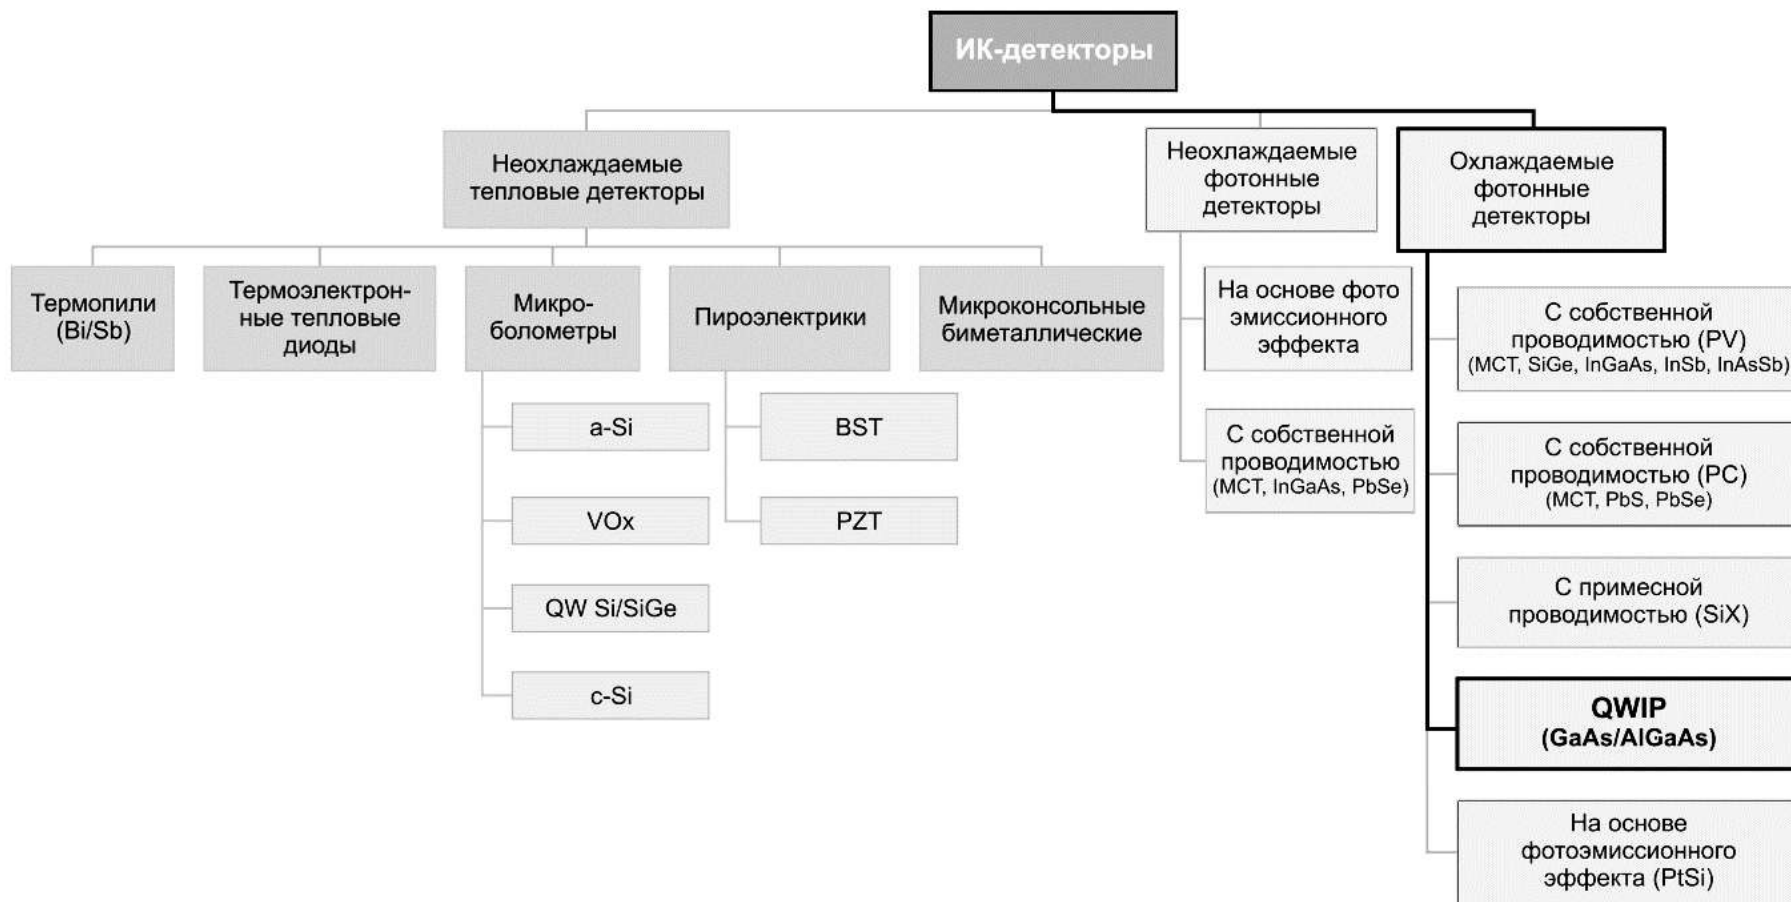 ИК-детекторы
Неохлаждаемые
тепловые детекторы
Неохлаждаемые
фотонные
детекторы
Охлаждаемые
фотонные
детекторы
Термопили
(Bi/Sb)
Термоэлектрон-
ные тепловые
диоды
Микро-
болометры
Пироэлектрики
Микроконсольные
биметаллические
a-Si
VOx
QW Si/SiGe
c-Si
BST
PZT
На основе фото
эмиссионного
эффекта
С собственной
проводимостью
(MCT, InGaAs, PbSe)
С собственной
проводимостью (PV)
(MCT, SiGe, InGaAs, InSb, InAsSb)
С собственной
проводимостью (PC)
(MCT, PbS, PbSe)
С примесной
проводимостью (SiX)
QWIP
(GaAs/AlGaAs)
На основе
фотоэмиссионного
эффекта (PtSi)